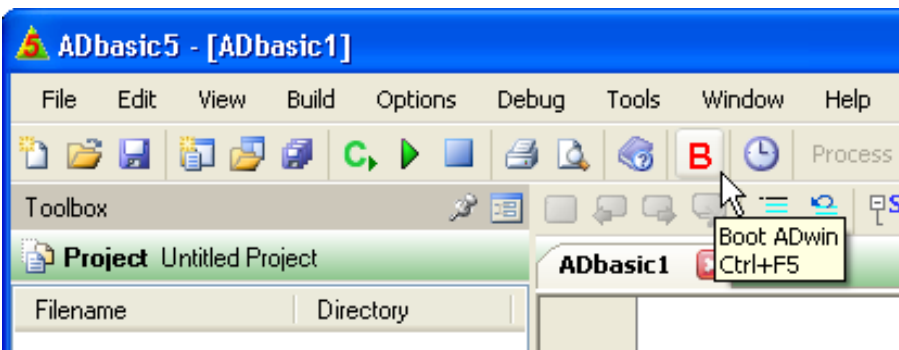 5 ADbasic5 - [ADbasic1]
File Edit View Build Options Debug Tools Window Help
C B Process
Toolbox
S
Project Untitled Project
ADbasic1
Boot ADwin
Ctrl+F5
Filename Directory